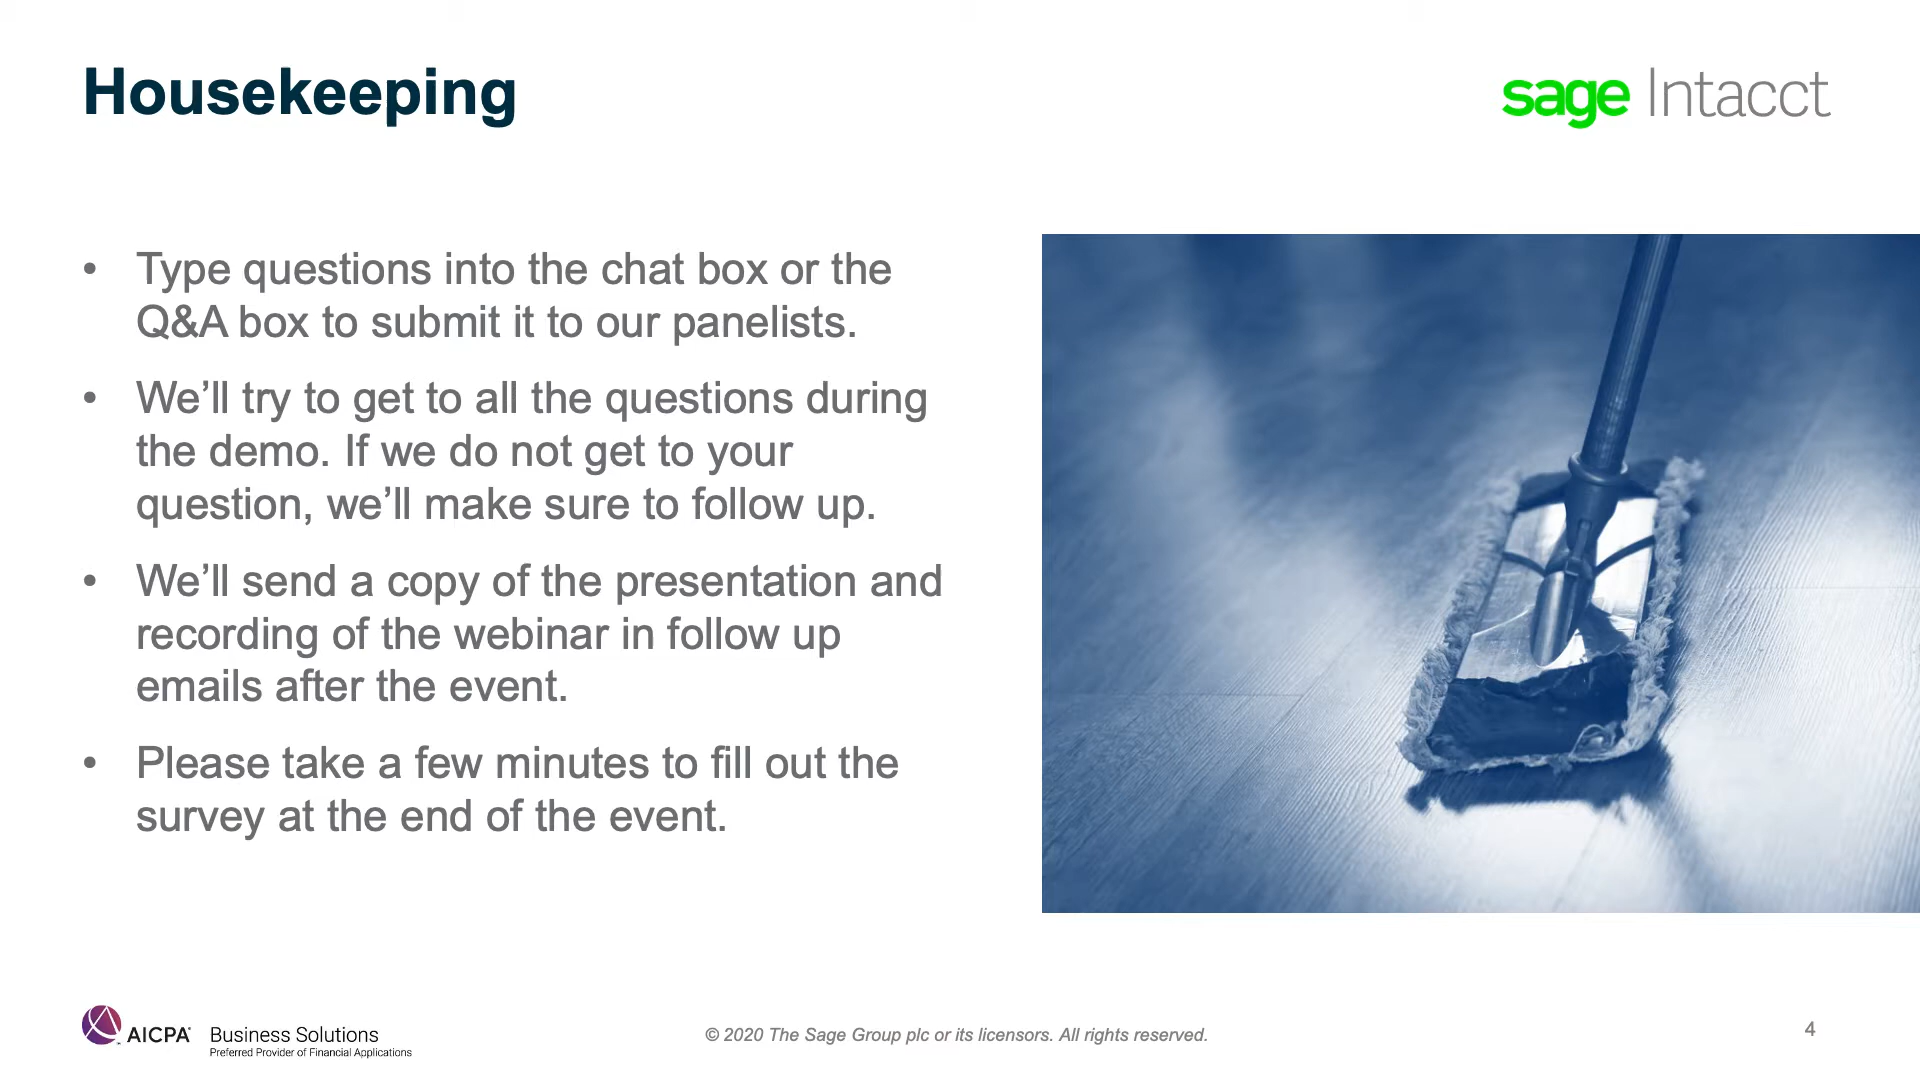 Housekeeping
sage Intacct
• Type questions into the chat box or the
Q&A box to submit it to our panelists.
• We’ll try to get to all the questions during
the demo. If we do not get to your
question, we’ll make sure to follow up.
• We’ll send a copy of the presentation and
recording of the webinar in follow up
emails after the event.
• Please take a few minutes to fill out the
survey at the end of the event.
AICPA® Business Solutions
Preferred Provider of Financial Applications
© 2020 The Sage Group plc or its licensors. All rights reserved.
4